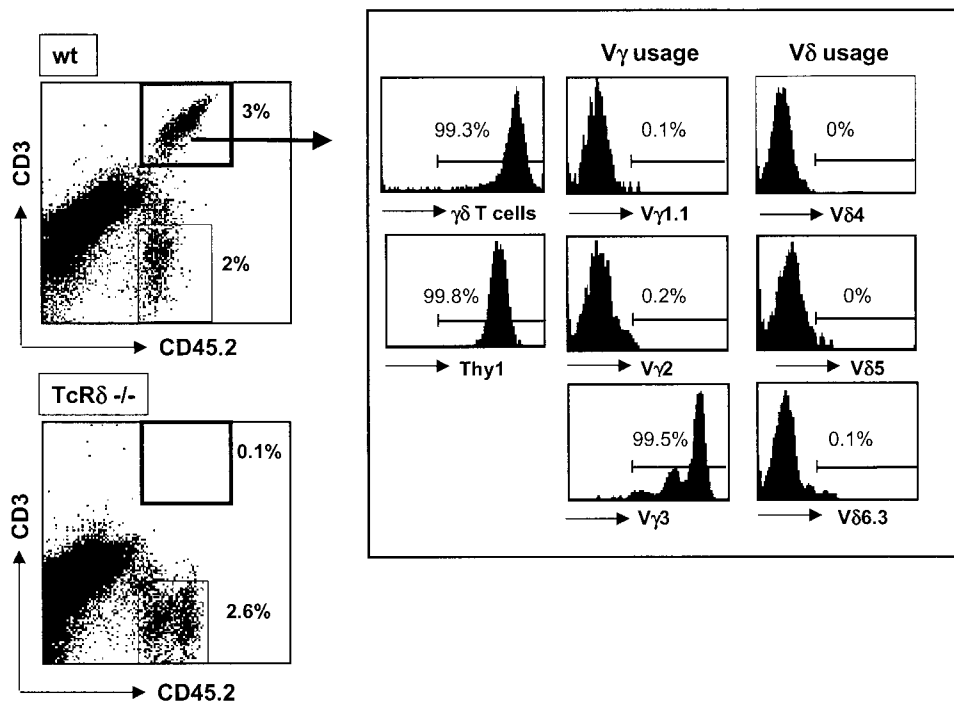 wt
CD3
3%
2%
CD45.2
TcRδ -/-
CD3
0.1%
2.6%
CD45.2
Vγ usage
Vδ usage
99.3%
γδ T cells
0.1%
Vγ1.1
0%
Vδ4
99.8%
Thy1
0.2%
Vγ2
0%
Vδ5
99.5%
Vγ3
0.1%
Vδ6.3